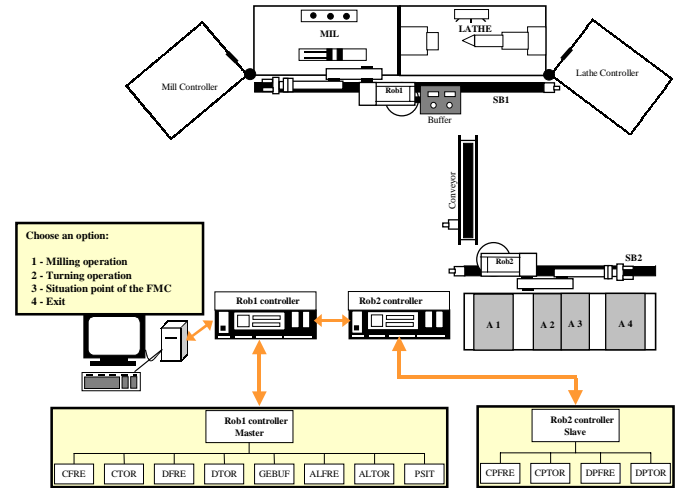 MIL
LATHE
Mill Controller
Lathe Controller
Rob1
SB1
Buffer
Conveyor
Choose an option:
1 - Milling operation
2 - Turning operation
3 - Situation point of the FMC
4 - Exit
Rob2
SB2
Rob1 controller
Rob2 controller
A 1
A 2
A 3
A 4
Rob1 controller
Master
CFRE
CTOR
DFRE
DTOR
GEBUF
ALFRE
ALTOR
PSIT
Rob2 controller
Slave
CPFRE
CPTOR
DPFRE
DPTOR